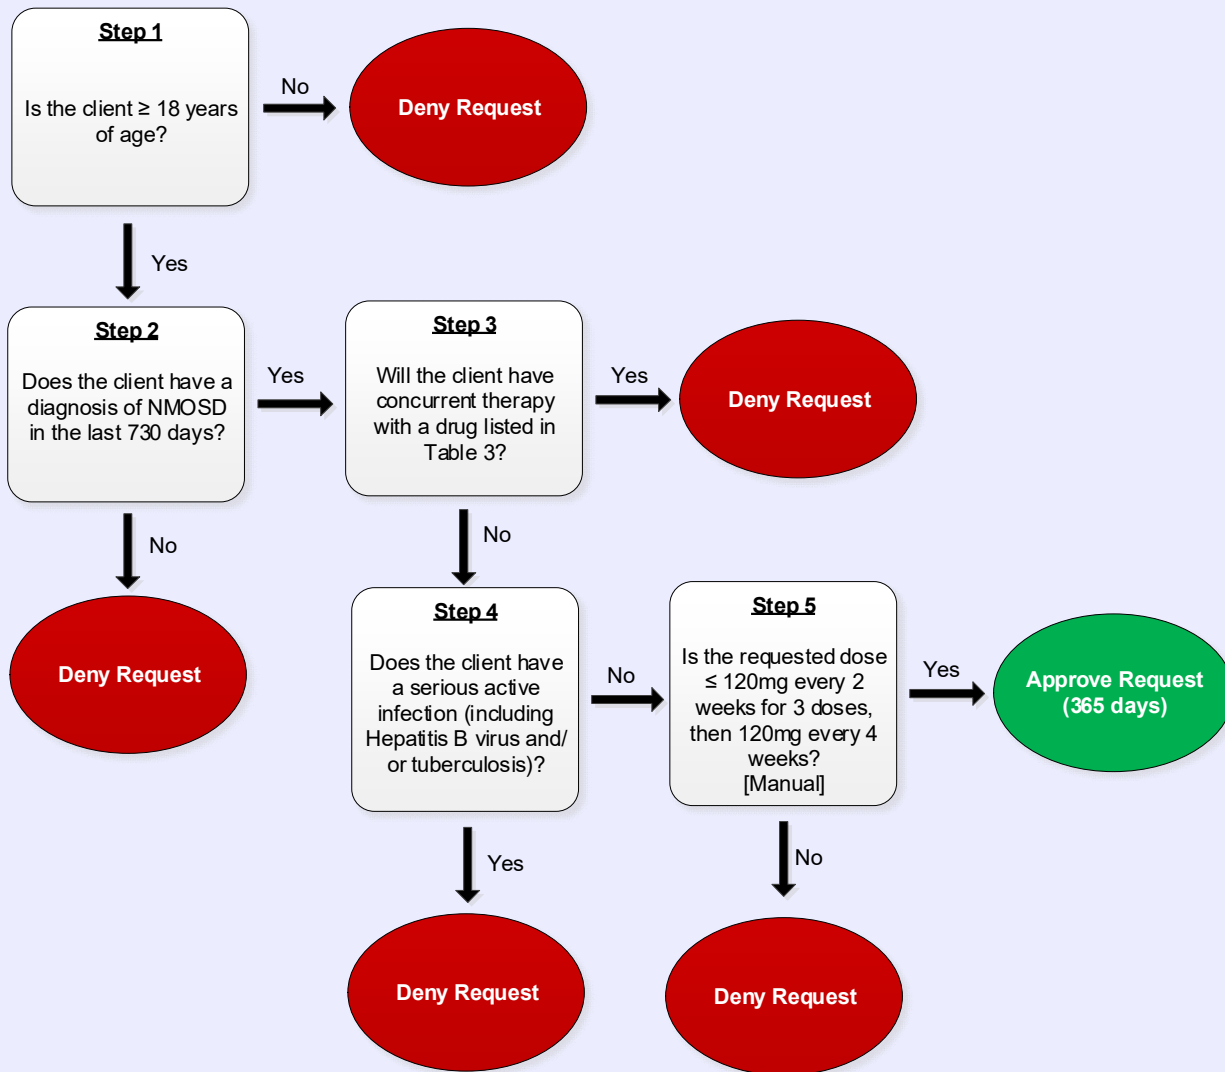 Step 1
Is the client ≥ 18 years
of age?
No
Deny Request
Yes
Step 2
Does the client have a
diagnosis of NMOSD
in the last 730 days?
Yes
Step 3
Will the client have
concurrent therapy
with a drug listed in
Table 3?
Yes
Deny Request
No
Deny Request
No
Step 4
Does the client have
a serious active
infection (including
Hepatitis B virus and/
or tuberculosis)?
No
Step 5
Is the requested dose
≤ 120mg every 2
weeks for 3 doses,
then 120mg every 4
weeks?
[Manual]
Yes
Approve Request
(365 days)
Yes
Deny Request
No
Deny Request